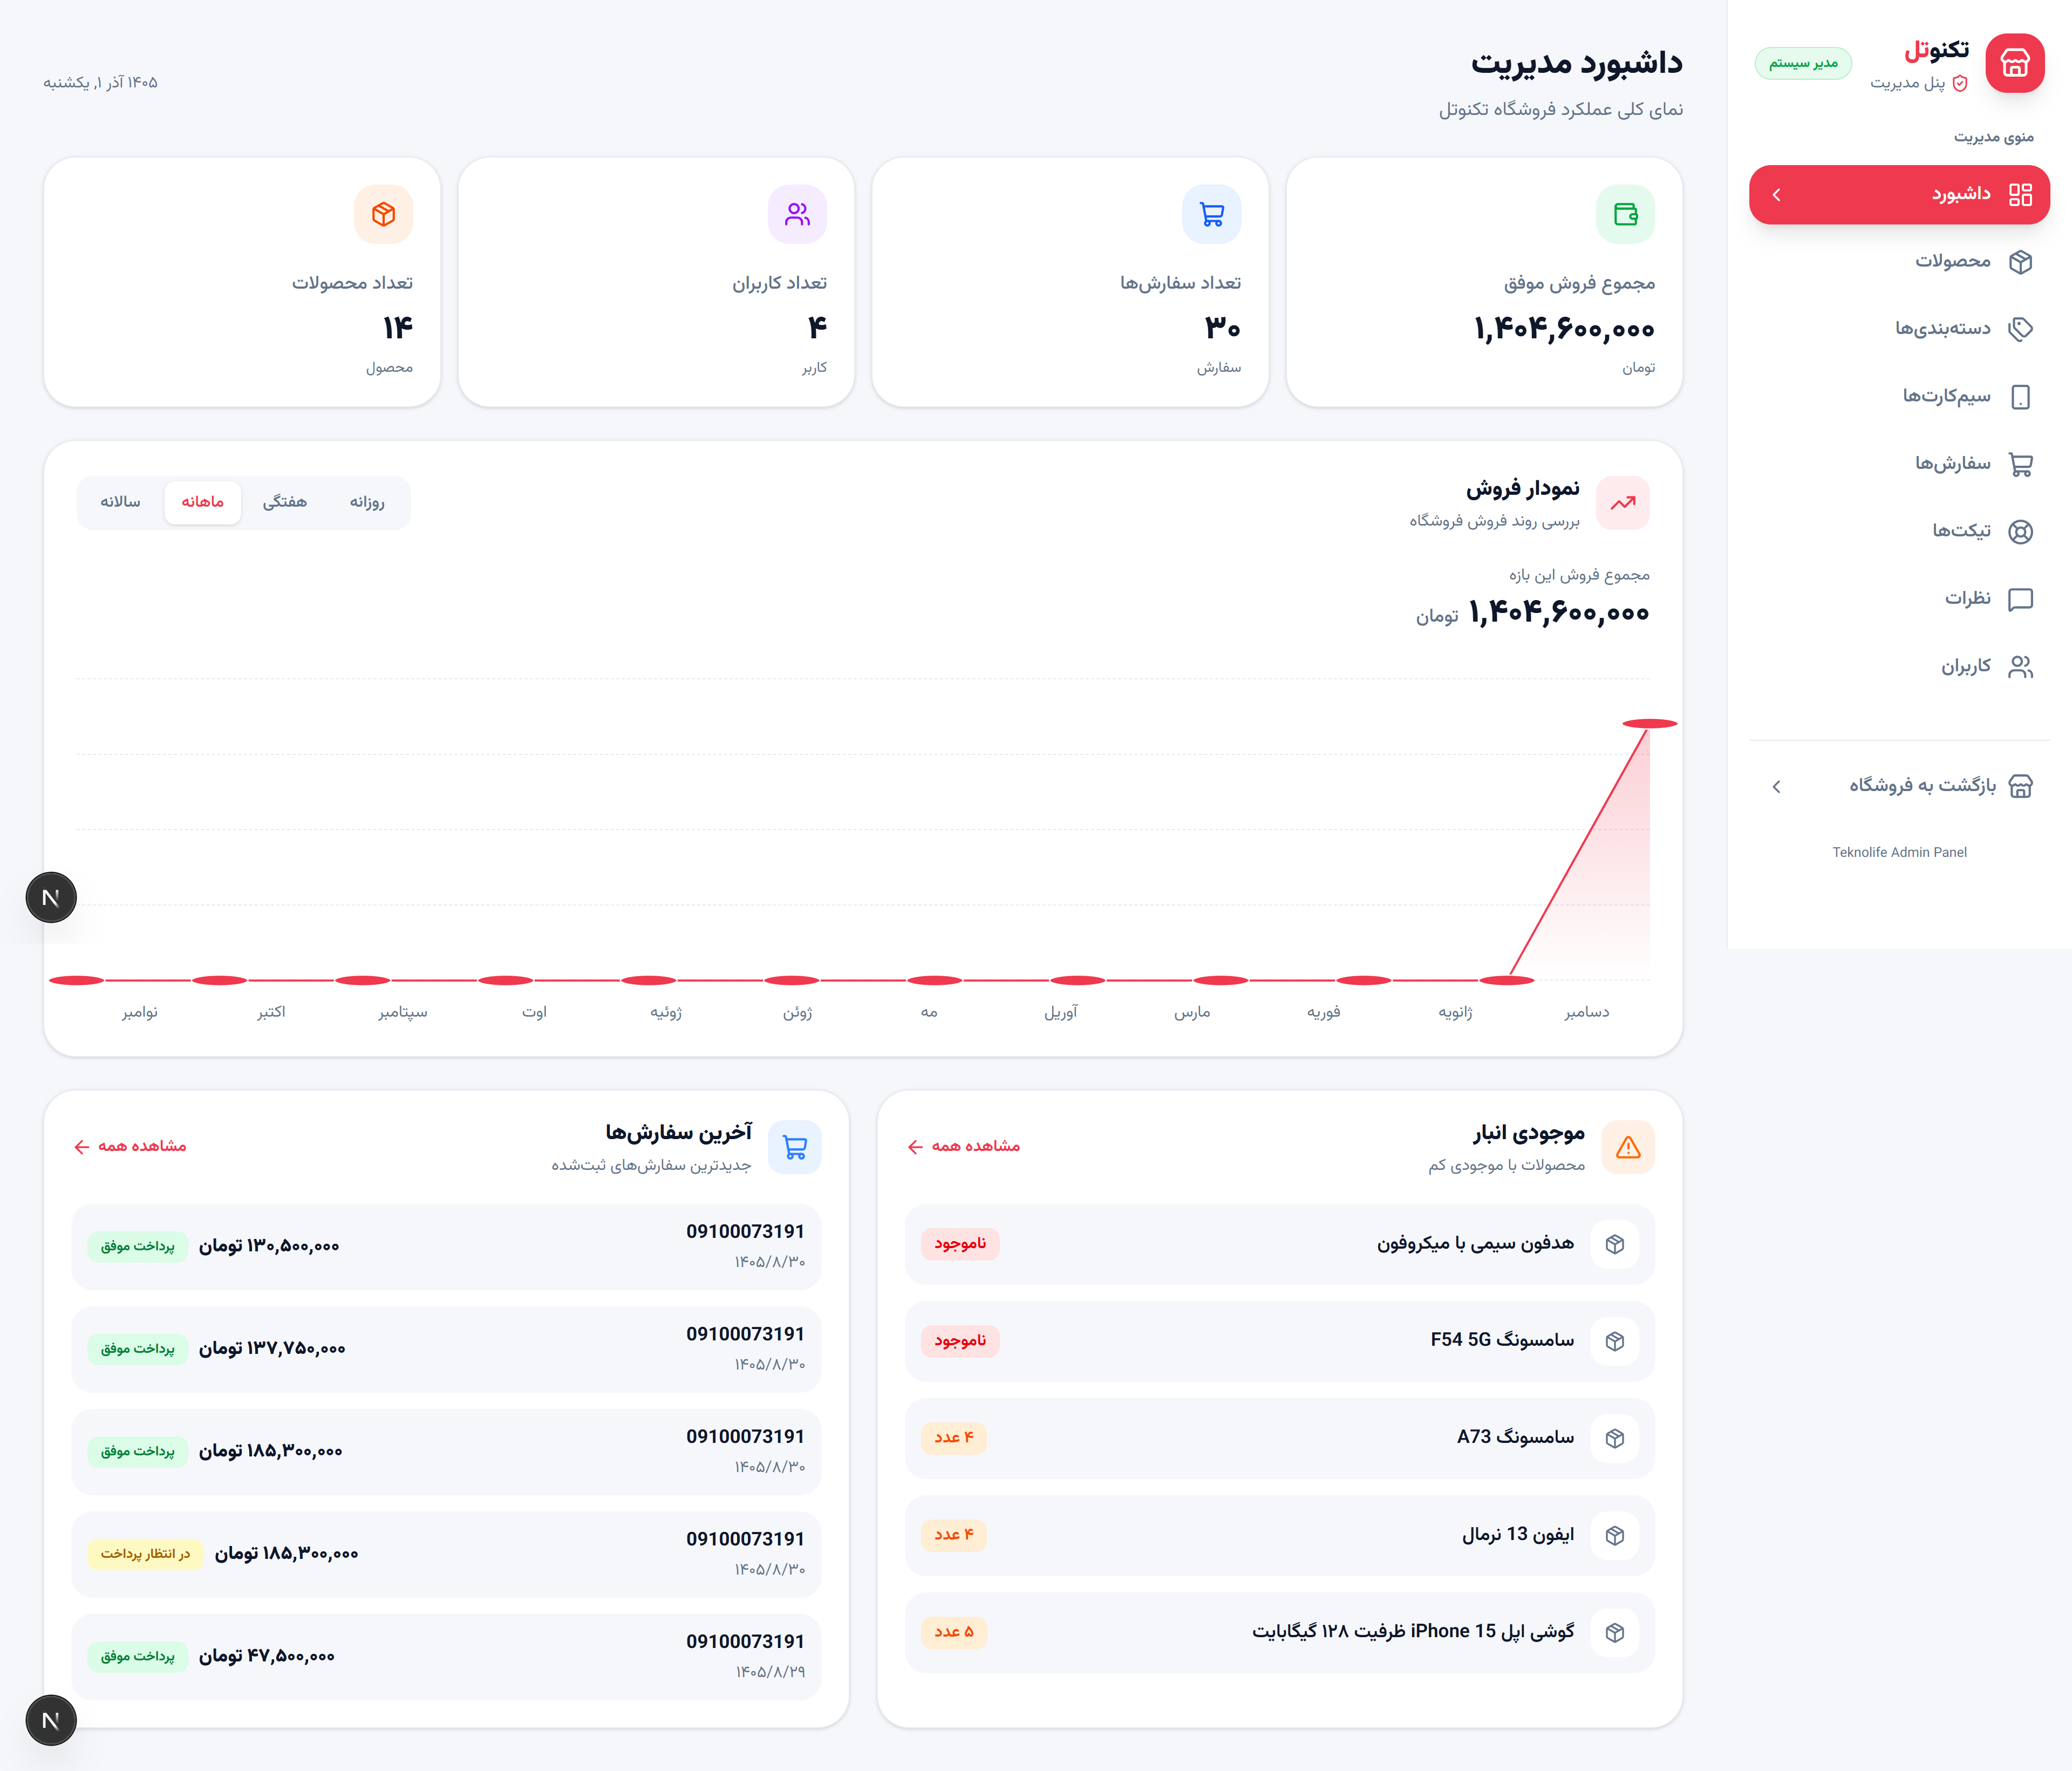 تکنوتل
پنل مدیریت
مدیر سیستم
منوی مدیریت
داشبورد
محصولات
دسته‌بندی‌ها
سیم‌کارت‌ها
سفارش‌ها
تیکت‌ها
نظرات
کاربران
بازگشت به فروشگاه
Teknolife Admin Panel
داشبورد مدیریت
نمای کلی عملکرد فروشگاه تکنوتل
۱۴۰۵ آذر ۱, یکشنبه
مجموع فروش موفق
۱,۴۰۴,۶۰۰,۰۰۰
تومان
تعداد سفارش‌ها
۳۰
سفارش
تعداد کاربران
۴
کاربر
تعداد محصولات
۱۴
محصول
نمودار فروش
بررسی روند فروش فروشگاه
روزانه هفتگی ماهانه سالانه
مجموع فروش این بازه
۱,۴۰۴,۶۰۰,۰۰۰ تومان
دسامبر ژانویه فوریه مارس آوریل مه ژوئن ژوئیه اوت سپتامبر اکتبر نوامبر
موجودی انبار
محصولات با موجودی کم
مشاهده همه
هدفون سیمی با میکروفون
ناموجود
سامسونگ F54 5G
ناموجود
سامسونگ A73
۴ عدد
ایفون 13 نرمال
۴ عدد
گوشی اپل iPhone 15 ظرفیت ۱۲۸ گیگابایت
۵ عدد
آخرین سفارش‌ها
جدیدترین سفارش‌های ثبت‌شده
مشاهده همه
09100073191
۱۴۰۵/۸/۳۰
۱۳۰,۵۰۰,۰۰۰ تومان
پرداخت موفق
09100073191
۱۴۰۵/۸/۳۰
۱۳۷,۷۵۰,۰۰۰ تومان
پرداخت موفق
09100073191
۱۴۰۵/۸/۳۰
۱۸۵,۳۰۰,۰۰۰ تومان
پرداخت موفق
09100073191
۱۴۰۵/۸/۳۰
۱۸۵,۳۰۰,۰۰۰ تومان
در انتظار پرداخت
09100073191
۱۴۰۵/۸/۲۹
۴۷,۵۰۰,۰۰۰ تومان
پرداخت موفق
N
N